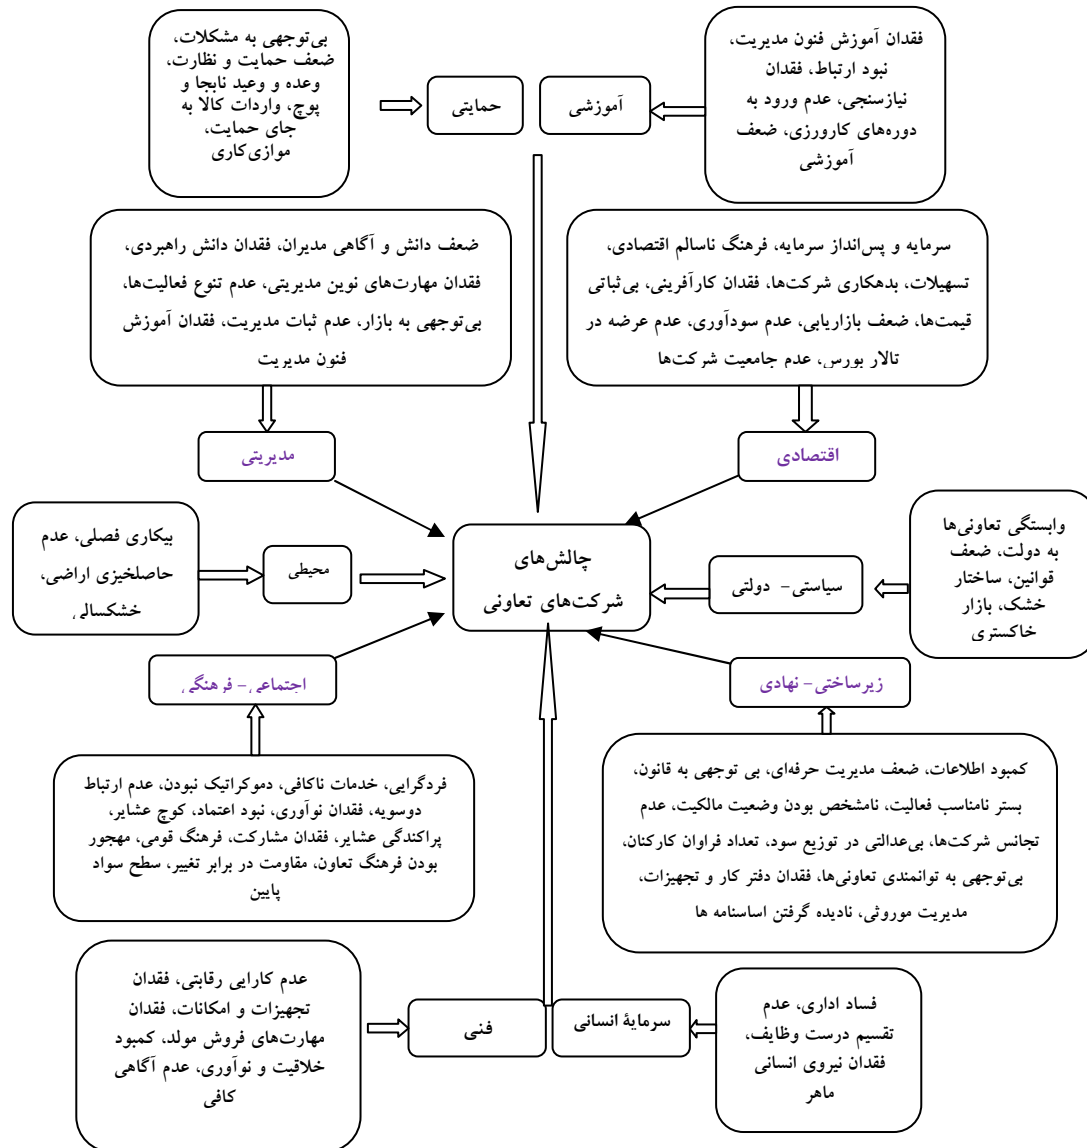 فقدان آموزش فنون مدیریت،
نبود ارتباط، فقدان
نیازسنجی، عدم ورود به
دوره‌های کارورزی، ضعف
آموزشی
آموزشی
بی‌توجهی به مشکلات،
ضعف حمایت و نظارت،
وعده و وعید نابجا و
پوچ، واردات کالا به
جای حمایت،
موازی‌کاری
حمایتی
سرمایه و پس‌انداز سرمایه، فرهنگ ناسالم اقتصادی،
تسهیلات، بدهکاری شرکت‌ها، فقدان کارآفرینی، بی‌ثباتی
قیمت‌ها، ضعف بازاریابی، عدم سودآوری، عدم عرضه در
تالار بورس، عدم جامعیت شرکت‌ها
اقتصادی
ضعف دانش و آگاهی مدیران، فقدان دانش راهبردی،
فقدان مهارت‌های نوین مدیریتی، عدم تنوع فعالیت‌ها،
بی‌توجهی به بازار، عدم ثبات مدیریت، فقدان آموزش
فنون مدیریت
مدیریتی
وابستگی تعاونی‌ها
به دولت، ضعف
قوانین، ساختار
خشک، بازار
خاکستری
سیاستی- دولتی
چالش‌های
شرکت‌های تعاونی
محیطی
بیکاری فصلی، عدم
حاصلخیزی اراضی،
خشکسالی
زیرساختی- نهادی
کمبود اطلاعات، ضعف مدیریت حرفه‌ای، بی توجهی به قانون،
بستر نامناسب فعالیت، نامشخص بودن وضعیت مالکیت، عدم
تجانس شرکت‌ها، بی‌عدالتی در توزیع سود، تعداد فراوان کارکنان،
بی‌توجهی به توانمندی تعاونی‌ها، فقدان دفتر کار و تجهیزات،
مدیریت موروثی، نادیده گرفتن اساسنامه ها
اجتماعی- فرهنگی
فردگرایی، خدمات ناکافی، دموکراتیک نبودن، عدم ارتباط
دوسویه، فقدان نوآوری، نبود اعتماد، کوچ عشایر،
پراکندگی عشایر، فقدان مشارکت، فرهنگ قومی، مهجور
بودن فرهنگ تعاون، مقاومت در برابر تغییر، سطح سواد
پایین
سرمایۀ انسانی
فساد اداری، عدم
تقسیم درست وظایف،
فقدان نیروی انسانی
ماهر
فنی
عدم کارایی رقابتی، فقدان
تجهیزات و امکانات، فقدان
مهارت‌های فروش مولد، کمبود
خلاقیت و نوآوری، عدم آگاهی
کافی